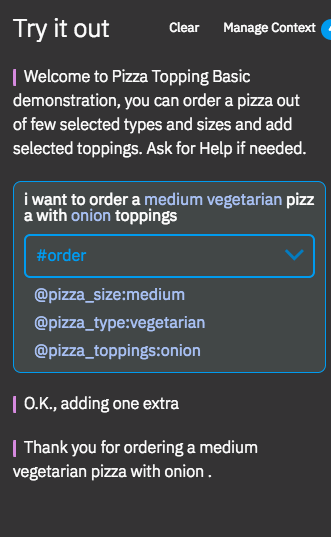 Try it out
Clear
Manage Context
Welcome to Pizza Topping Basic
demonstration, you can order a pizza out
of few selected types and sizes and add
selected toppings. Ask for Help if needed.
i want to order a medium vegetarian pizz
a with onion toppings
#order
@pizza_size:medium
@pizza_type:vegetarian
@pizza_toppings:onion
O.K., adding one extra
Thank you for ordering a medium
vegetarian pizza with onion .